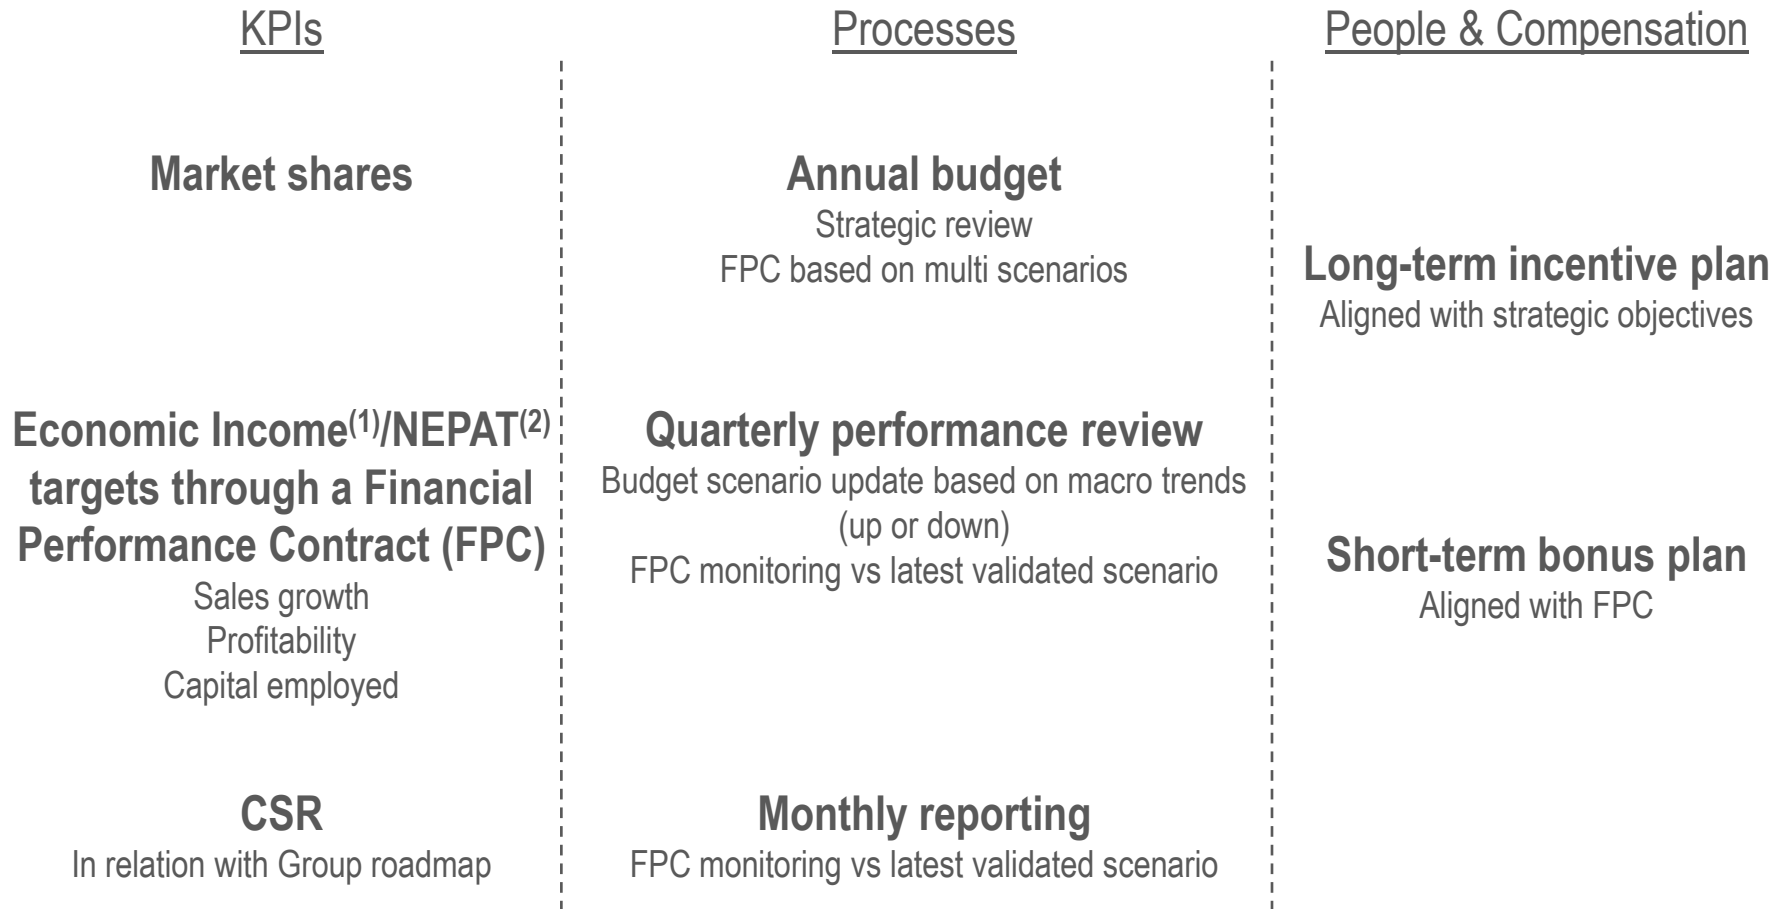 KPIs
Market shares
Economic Income(1)/NEPAT(2)
targets through a Financial
Performance Contract (FPC)
Sales growth
Profitability
Capital employed
CSR
In relation with Group roadmap
Processes
Annual budget
Strategic review
FPC based on multi scenarios
Quarterly performance review
Budget scenario update based on macro trends
(up or down)
FPC monitoring vs latest validated scenario
Monthly reporting
FPC monitoring vs latest validated scenario
People & Compensation
Long-term incentive plan
Aligned with strategic objectives
Short-term bonus plan
Aligned with FPC